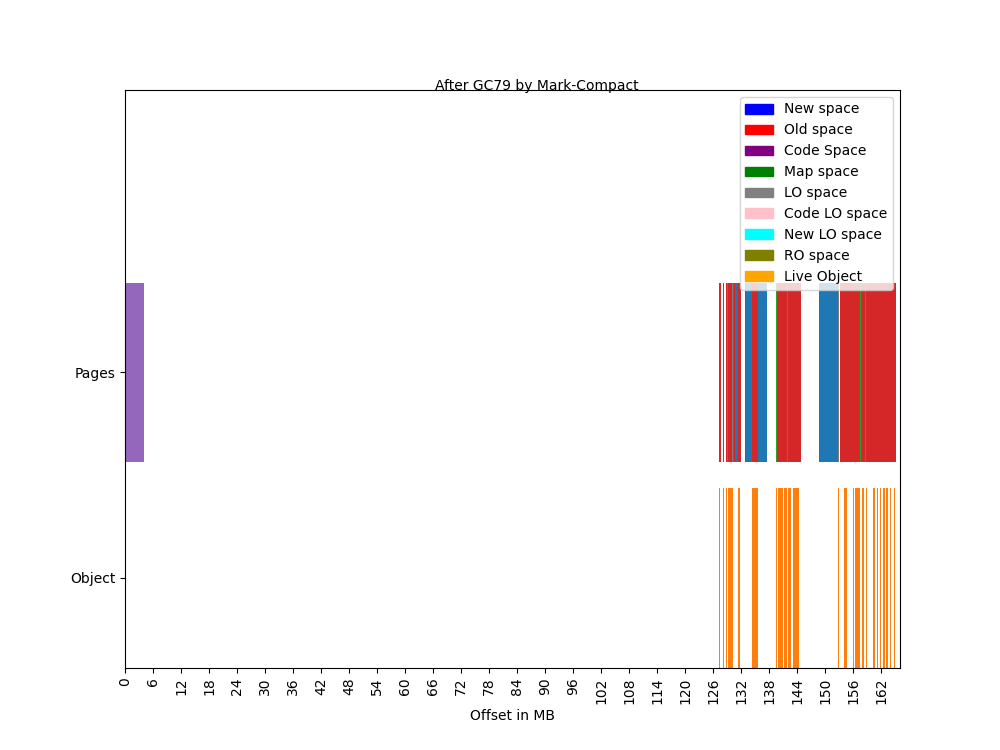 After GC79 by Mark-Compact
New space
Old space
Code Space
Map space
LO space
Code LO space
New LO space
RO space
Live Object
Pages
Object
0 6 12 18 24 30 36 42 48 54 60 66 72 78 84 90 96 102 108 114 120 126 132 138 144 150 156 162
Offset in MB